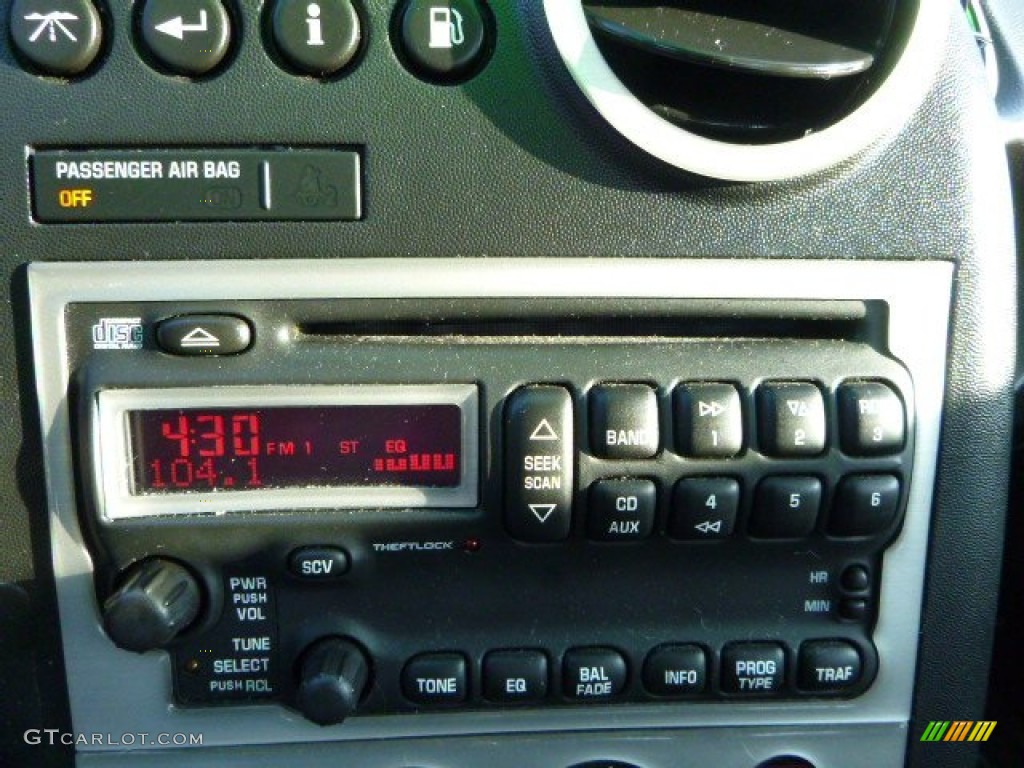 i
PASSENGER AIR BAG
OFF
disc
4:30 FM 1 ST EQ
104.1
SEEK
SCAN
BAND
1
2
3
CD
AUX
4
5
6
THEFTLOCK
SCV
PWR
PUSH
VOL
HR
MIN
TUNE
SELECT
PUSH RCL
TONE
EQ
BAL
FADE
INFO
PROG
TYPE
TRAF
GTCARLOT.COM